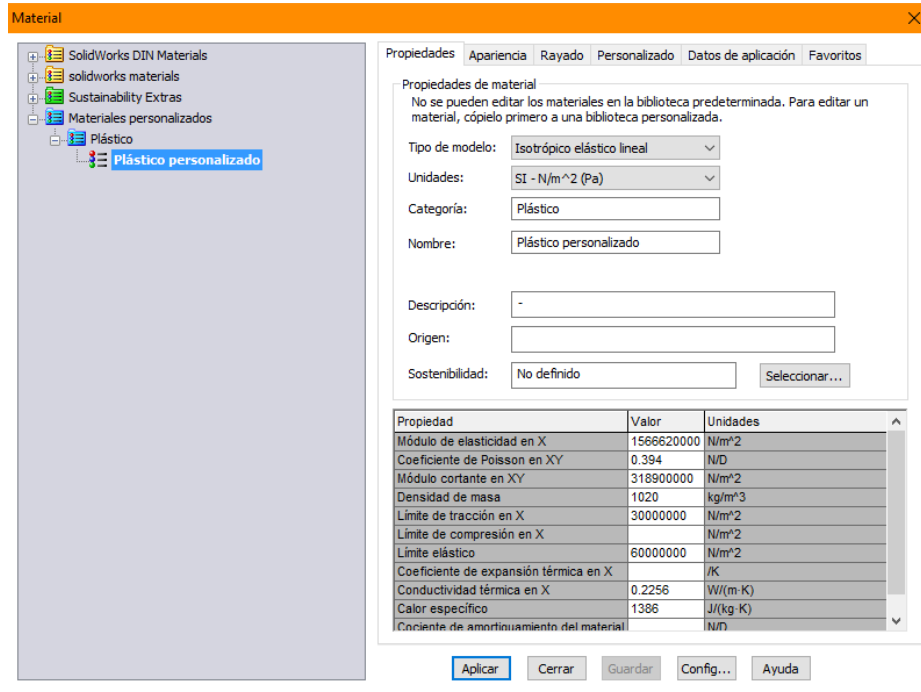 Material
SolidWorks DIN Materials
solidworks materials
Sustainability Extras
Materiales personalizados
Plástico
Plástico personalizado
Propiedades Apariencia Rayado Personalizado Datos de aplicación Favoritos
Propiedades de material
No se pueden editar los materiales en la biblioteca predeterminada. Para editar un
material, cópielo primero a una biblioteca personalizada.
Tipo de modelo: Isotrópico elástico lineal
Unidades: SI - N/m^2 (Pa)
Categoría: Plástico
Nombre: Plástico personalizado
Descripción: -
Origen:
Sostenibilidad: No definido Seleccionar...
Propiedad Valor Unidades
Módulo de elasticidad en X 1566620000 N/m^2
Coeficiente de Poisson en XY 0.394 N/D
Módulo cortante en XY 318900000 N/m^2
Densidad de masa 1020 kg/m^3
Límite de tracción en X 30000000 N/m^2
Límite de compresión en X N/m^2
Límite elástico 60000000 N/m^2
Coeficiente de expansión térmica en X /K
Conductividad térmica en X 0.2256 W/(m·K)
Calor específico 1386 J/(kg·K)
Cociente de amortiguamiento del material N/D
Aplicar Cerrar Guardar Config... Ayuda